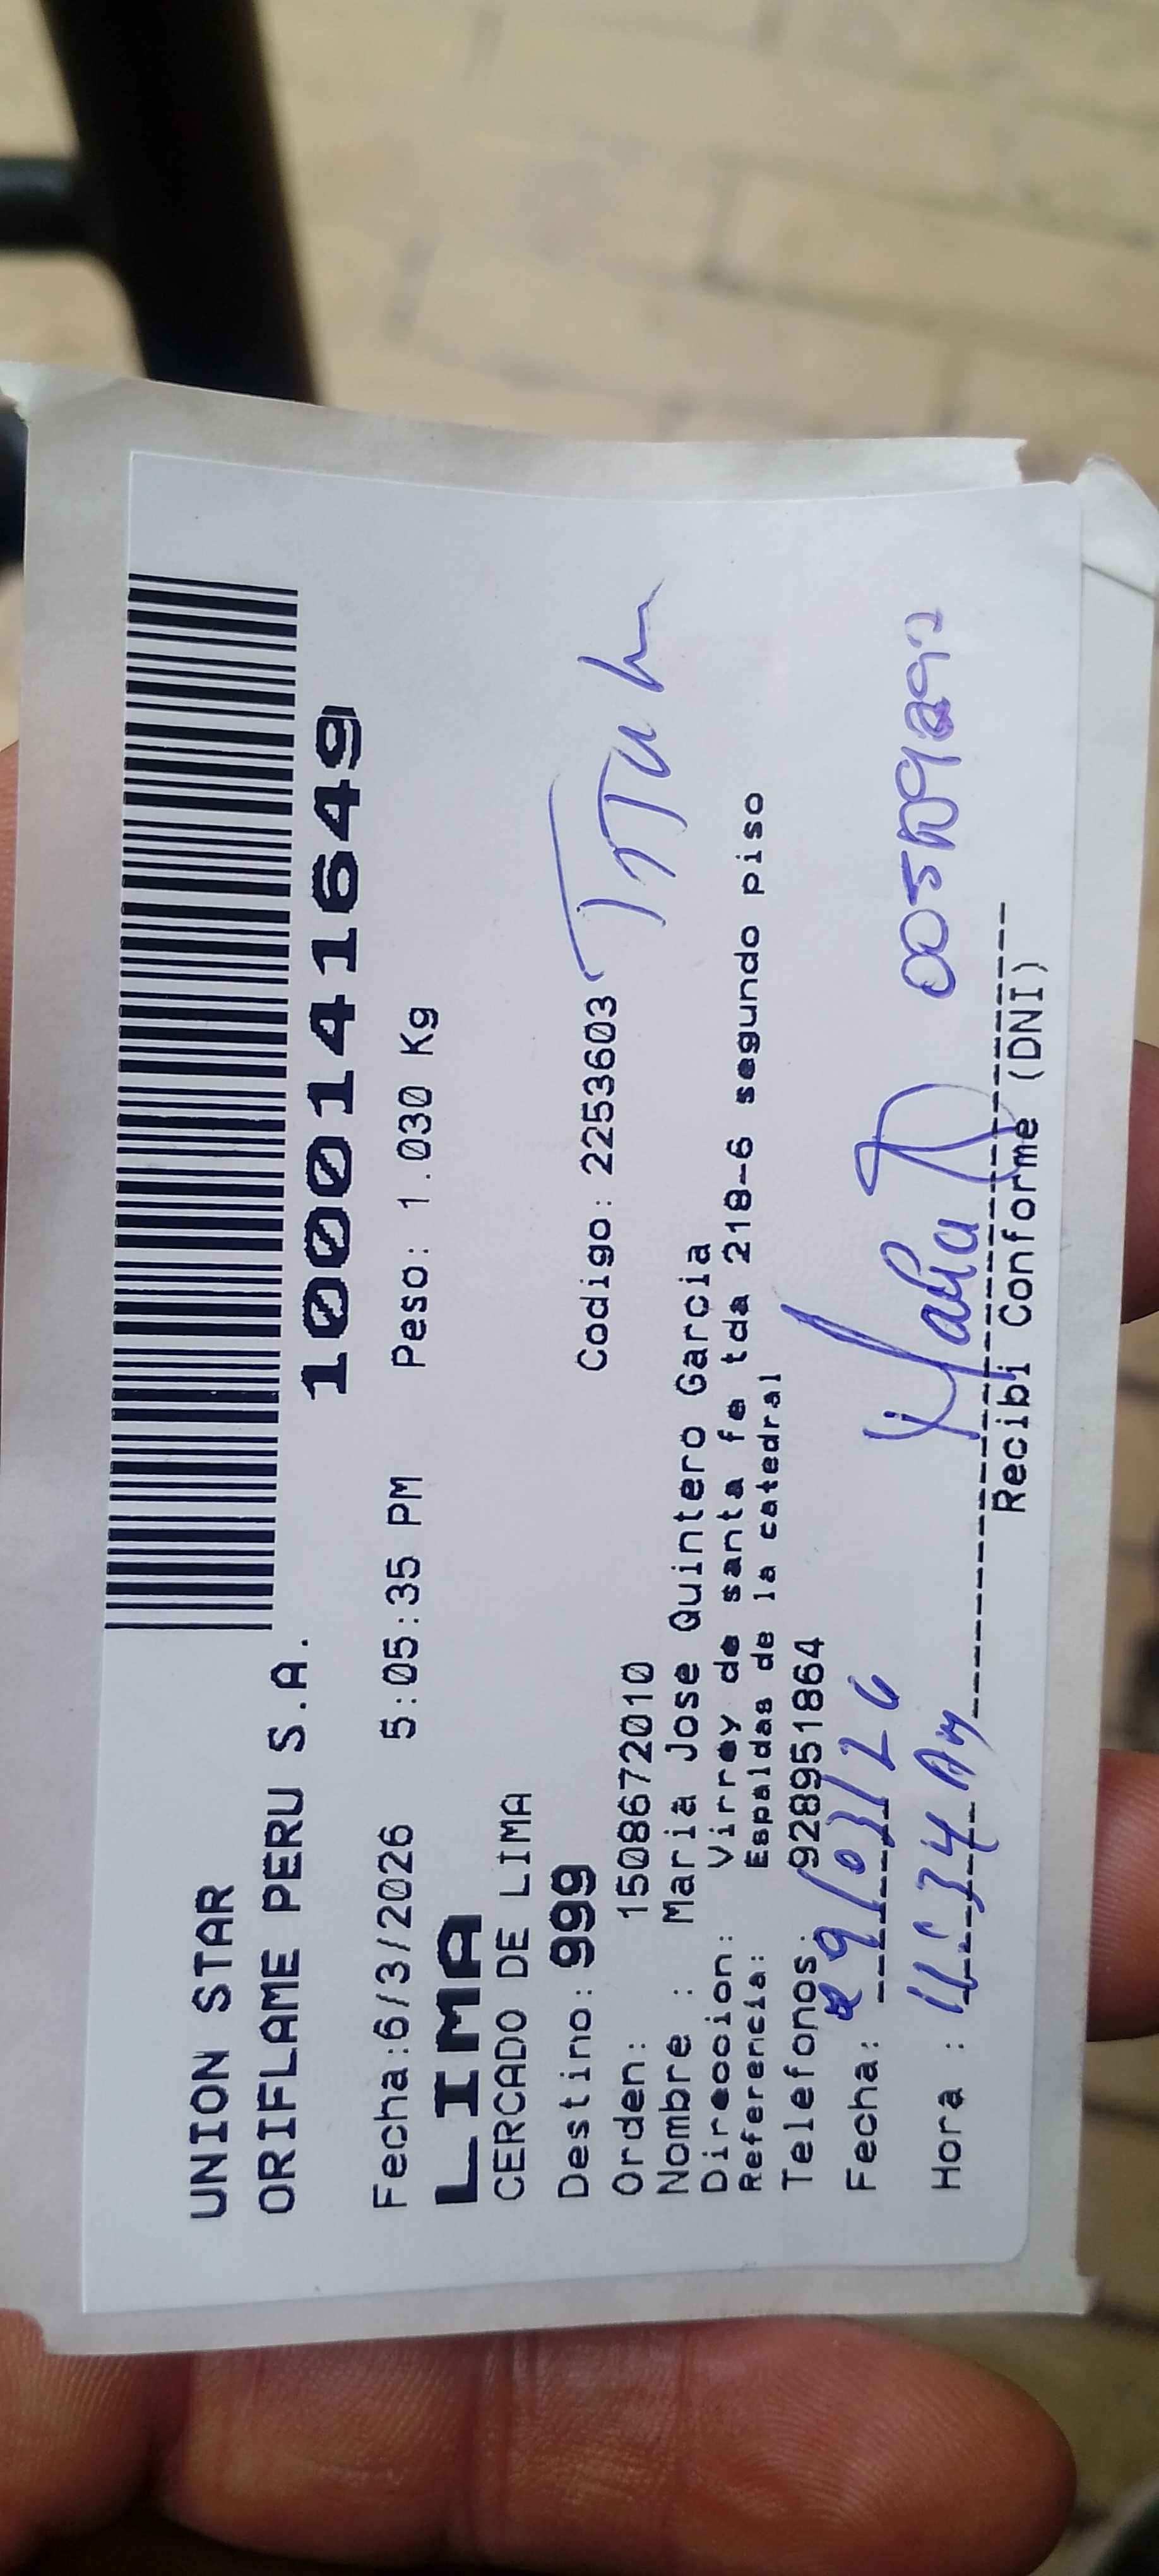 UNION STAR
ORIFLAME PERU S.A.
1000141649
Fecha:6/3/2026 5:05:35 PM Peso: 1.030 Kg
LIMA
CERCADO DE LIMA
Destino: 999 Codigo: 2253603
Titular
Orden: 1508672010
Nombre : Maria Jose Quintero Garcia
Direccion: Virrey de santa fe tda 218-6 segundo piso
Referencia: Espaldas de la catedral
Telefonos: 928951864
Fecha: 29/03/26
Hora : 11:34 Am
Maria
Recibi Conforme (DNI)